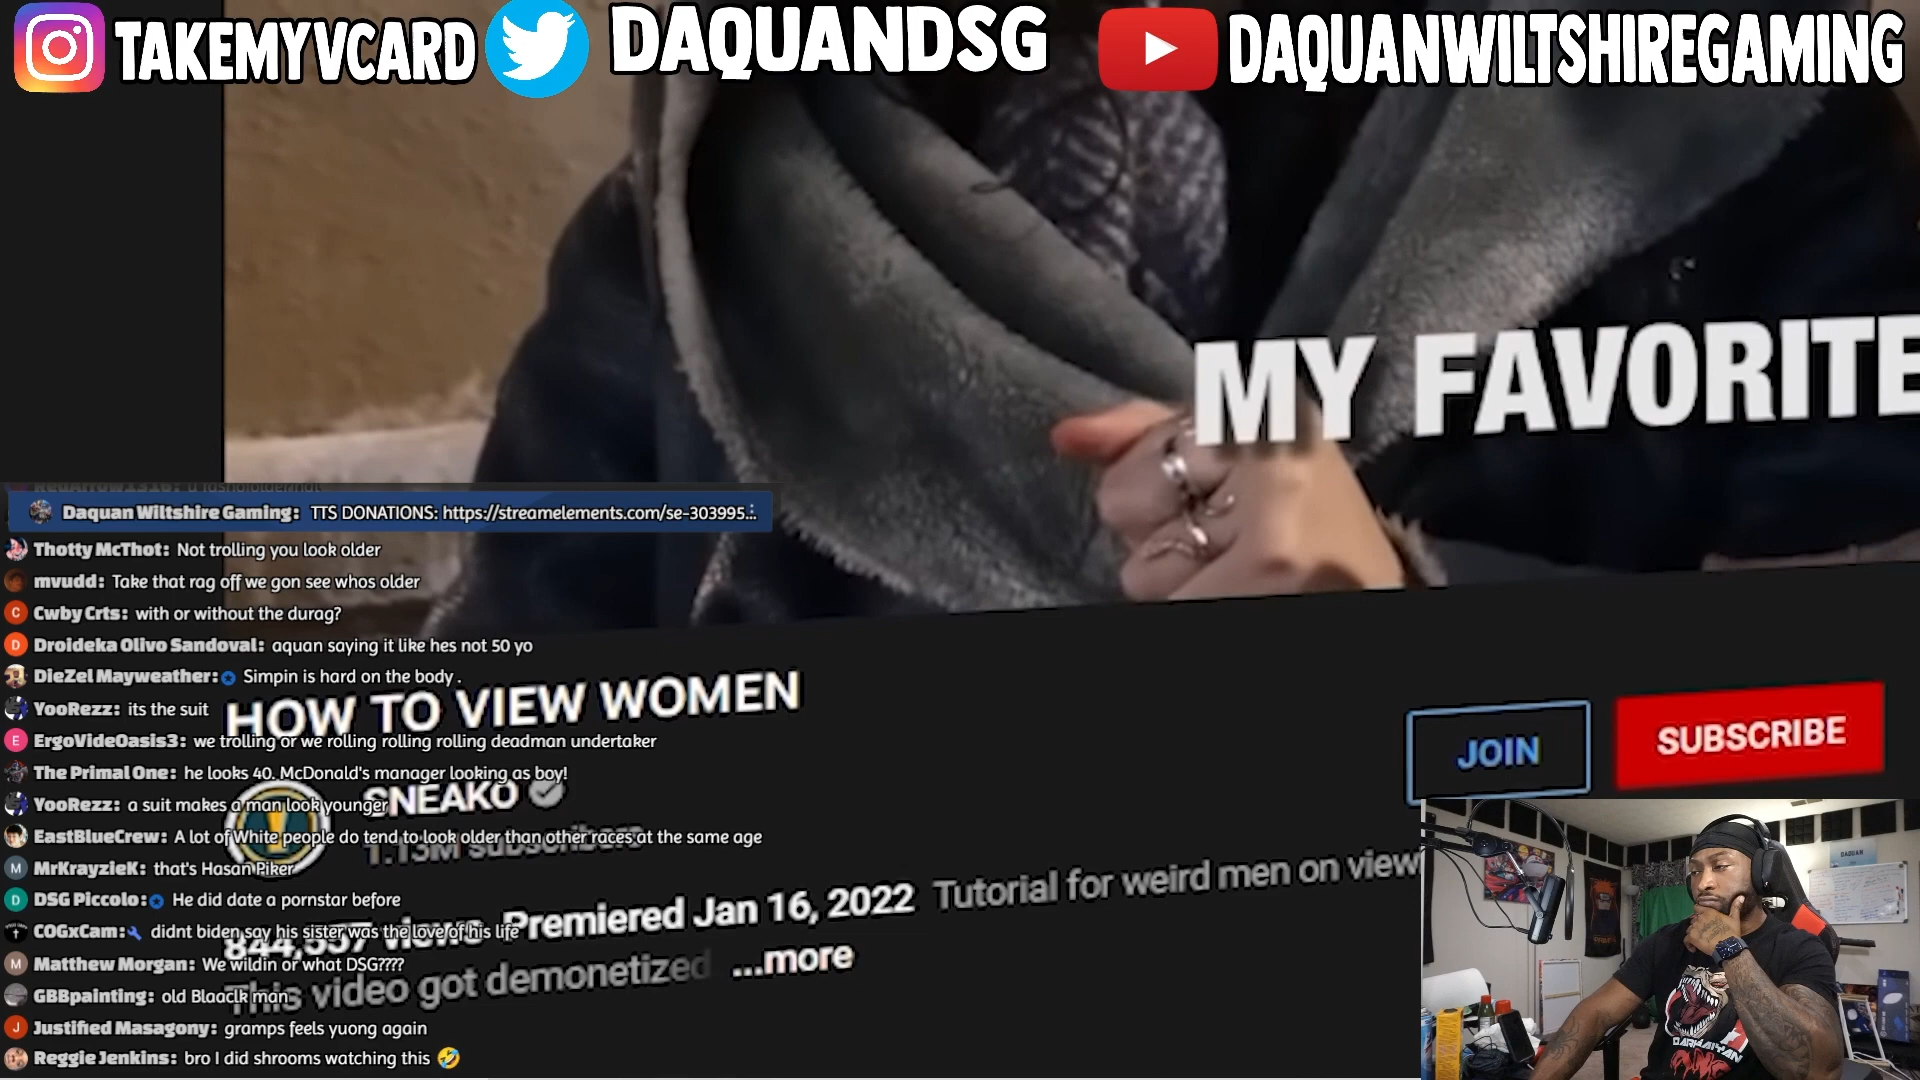 TAKEMYVCARD
DAQUANDSG
DAQUANWILTSHIREGAMING
MY FAVORITE
Daquan Wiltshire Gaming: TTS DONATIONS: https://streamelements.com/se-303995...
Thotty McThot: Not trolling you look older
mvudd: Take that rag off we gon see whos older
Cwby Crts: with or without the durag?
Droideka Olivo Sandoval: aquan saying it like hes not 50 yo
DieZel Mayweather: Simpin is hard on the body .
YooRezz: its the suit
ErgoVideOasis3: we trolling or we rolling rolling rolling deadman undertaker
The Primal One: he looks 40. McDonald's manager looking as boy!
YooRezz: a suit makes a man look younger
EastBlueCrew: A lot of White people do tend to look older than other races at the same age
MrKrayzieK: that's Hasan Piker
DSG Piccolo: He did date a pornstar before
COGxCam: didnt biden say his sister was the love of his life
Matthew Morgan: We wildin or what DSG????
GBBpainting: old Blaaclk man
Justified Masagony: gramps feels yuong again
Reggie Jenkins: bro I did shrooms watching this 🤣
HOW TO VIEW WOMEN
SNEAKO
1.13M subscribers
JOIN
SUBSCRIBE
844,557 views Premiered Jan 16, 2022 Tutorial for weird men on view
This video got demonetized ...more
DAQUAN